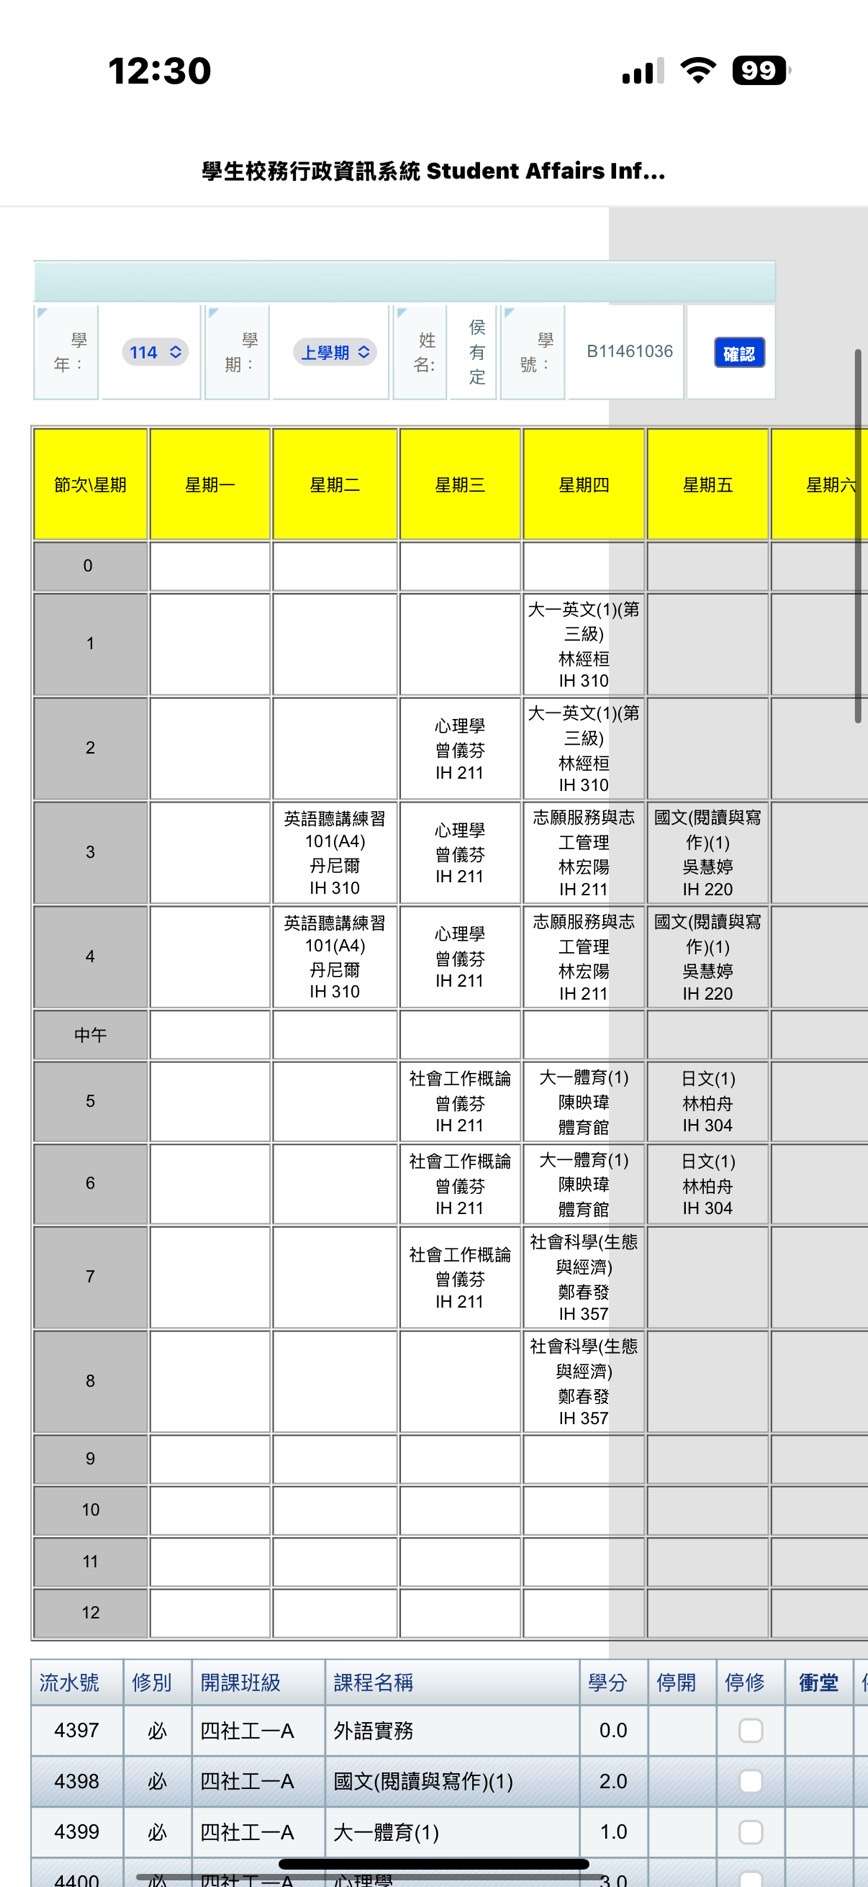 12:30
99
學生校務行政資訊系統 Student Affairs Inf...
學年：
114
學期：
上學期
姓名:
侯有定
學號：
B11461036
確認
節次\星期 星期一 星期二 星期三 星期四 星期五 星期六
0
1
大一英文(1)(第
三級)
林經桓
IH 310
2
心理學
曾儀芬
IH 211
大一英文(1)(第
三級)
林經桓
IH 310
3
英語聽講練習
101(A4)
丹尼爾
IH 310
心理學
曾儀芬
IH 211
志願服務與志
工管理
林宏陽
IH 211
國文(閱讀與寫
作)(1)
吳慧婷
IH 220
4
英語聽講練習
101(A4)
丹尼爾
IH 310
心理學
曾儀芬
IH 211
志願服務與志
工管理
林宏陽
IH 211
國文(閱讀與寫
作)(1)
吳慧婷
IH 220
中午
5
社會工作概論
曾儀芬
IH 211
大一體育(1)
陳映瑋
體育館
日文(1)
林柏舟
IH 304
6
社會工作概論
曾儀芬
IH 211
大一體育(1)
陳映瑋
體育館
日文(1)
林柏舟
IH 304
7
社會工作概論
曾儀芬
IH 211
社會科學(生態
與經濟)
鄭春發
IH 357
8
社會科學(生態
與經濟)
鄭春發
IH 357
9
10
11
12
流水號 修別 開課班級 課程名稱 學分 停開 停修 衝堂
4397 必 四社工一A 外語實務 0.0
4398 必 四社工一A 國文(閱讀與寫作)(1) 2.0
4399 必 四社工一A 大一體育(1) 1.0
4400 必 四社工一A 心理學 3.0